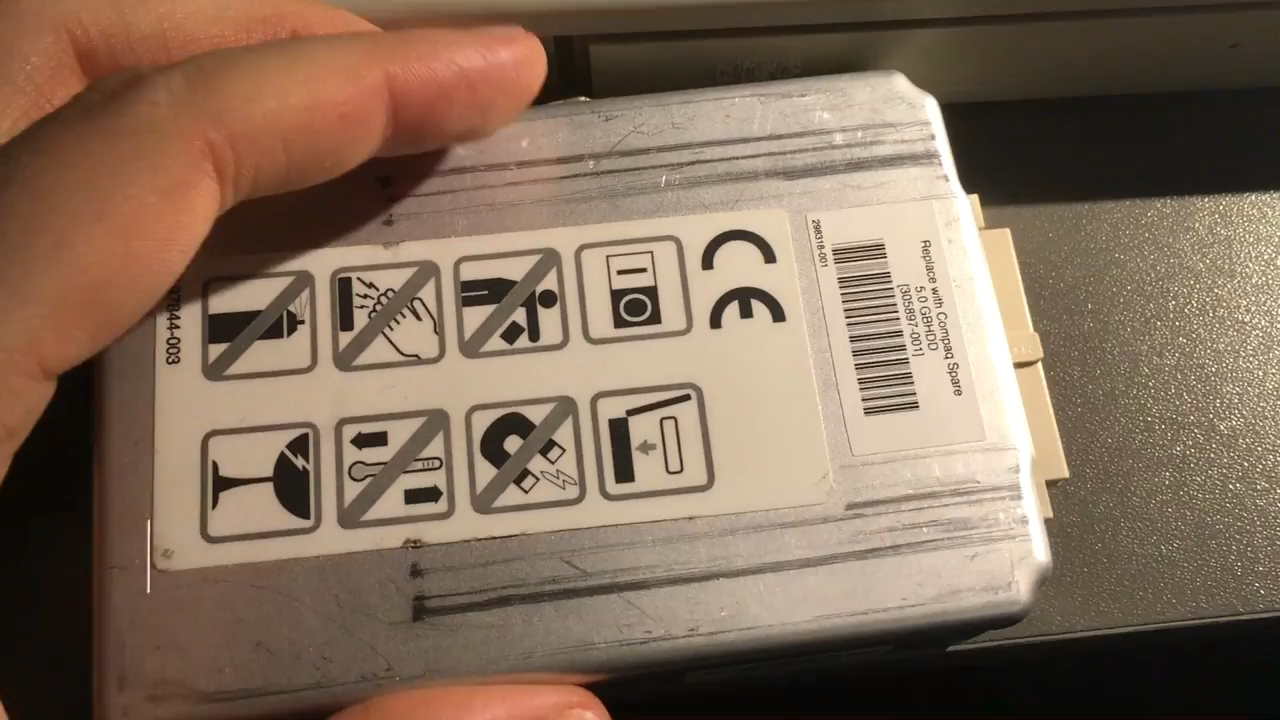 CE
298318-001
Replace with Compaq Spare
5.0 GBHDD
[305897-001]